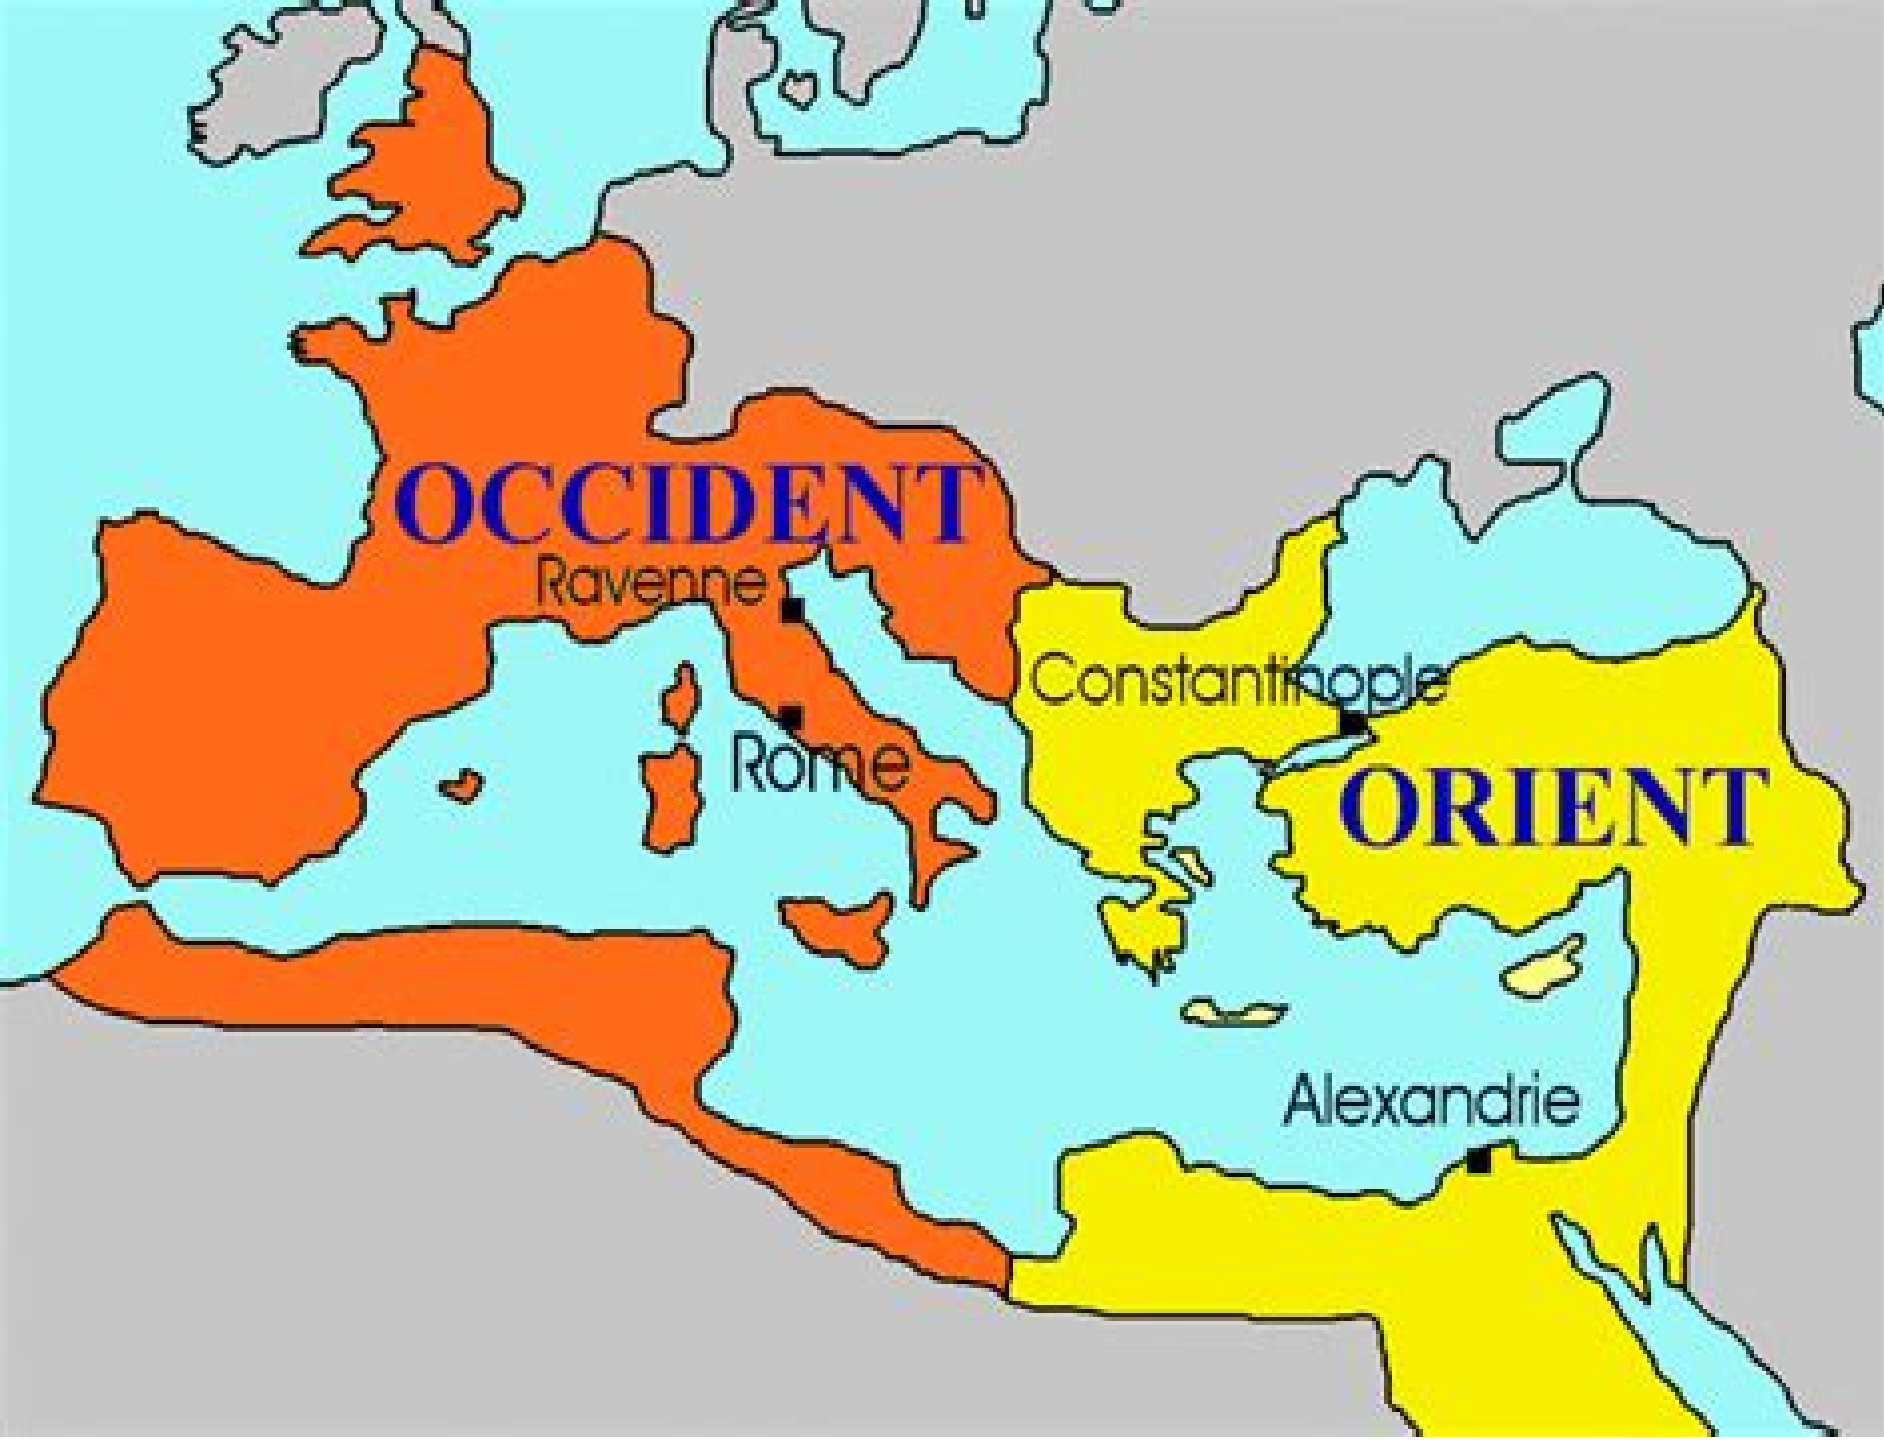 OCCIDENT
Ravenne
Constantinople
Rome
ORIENT
Alexandrie